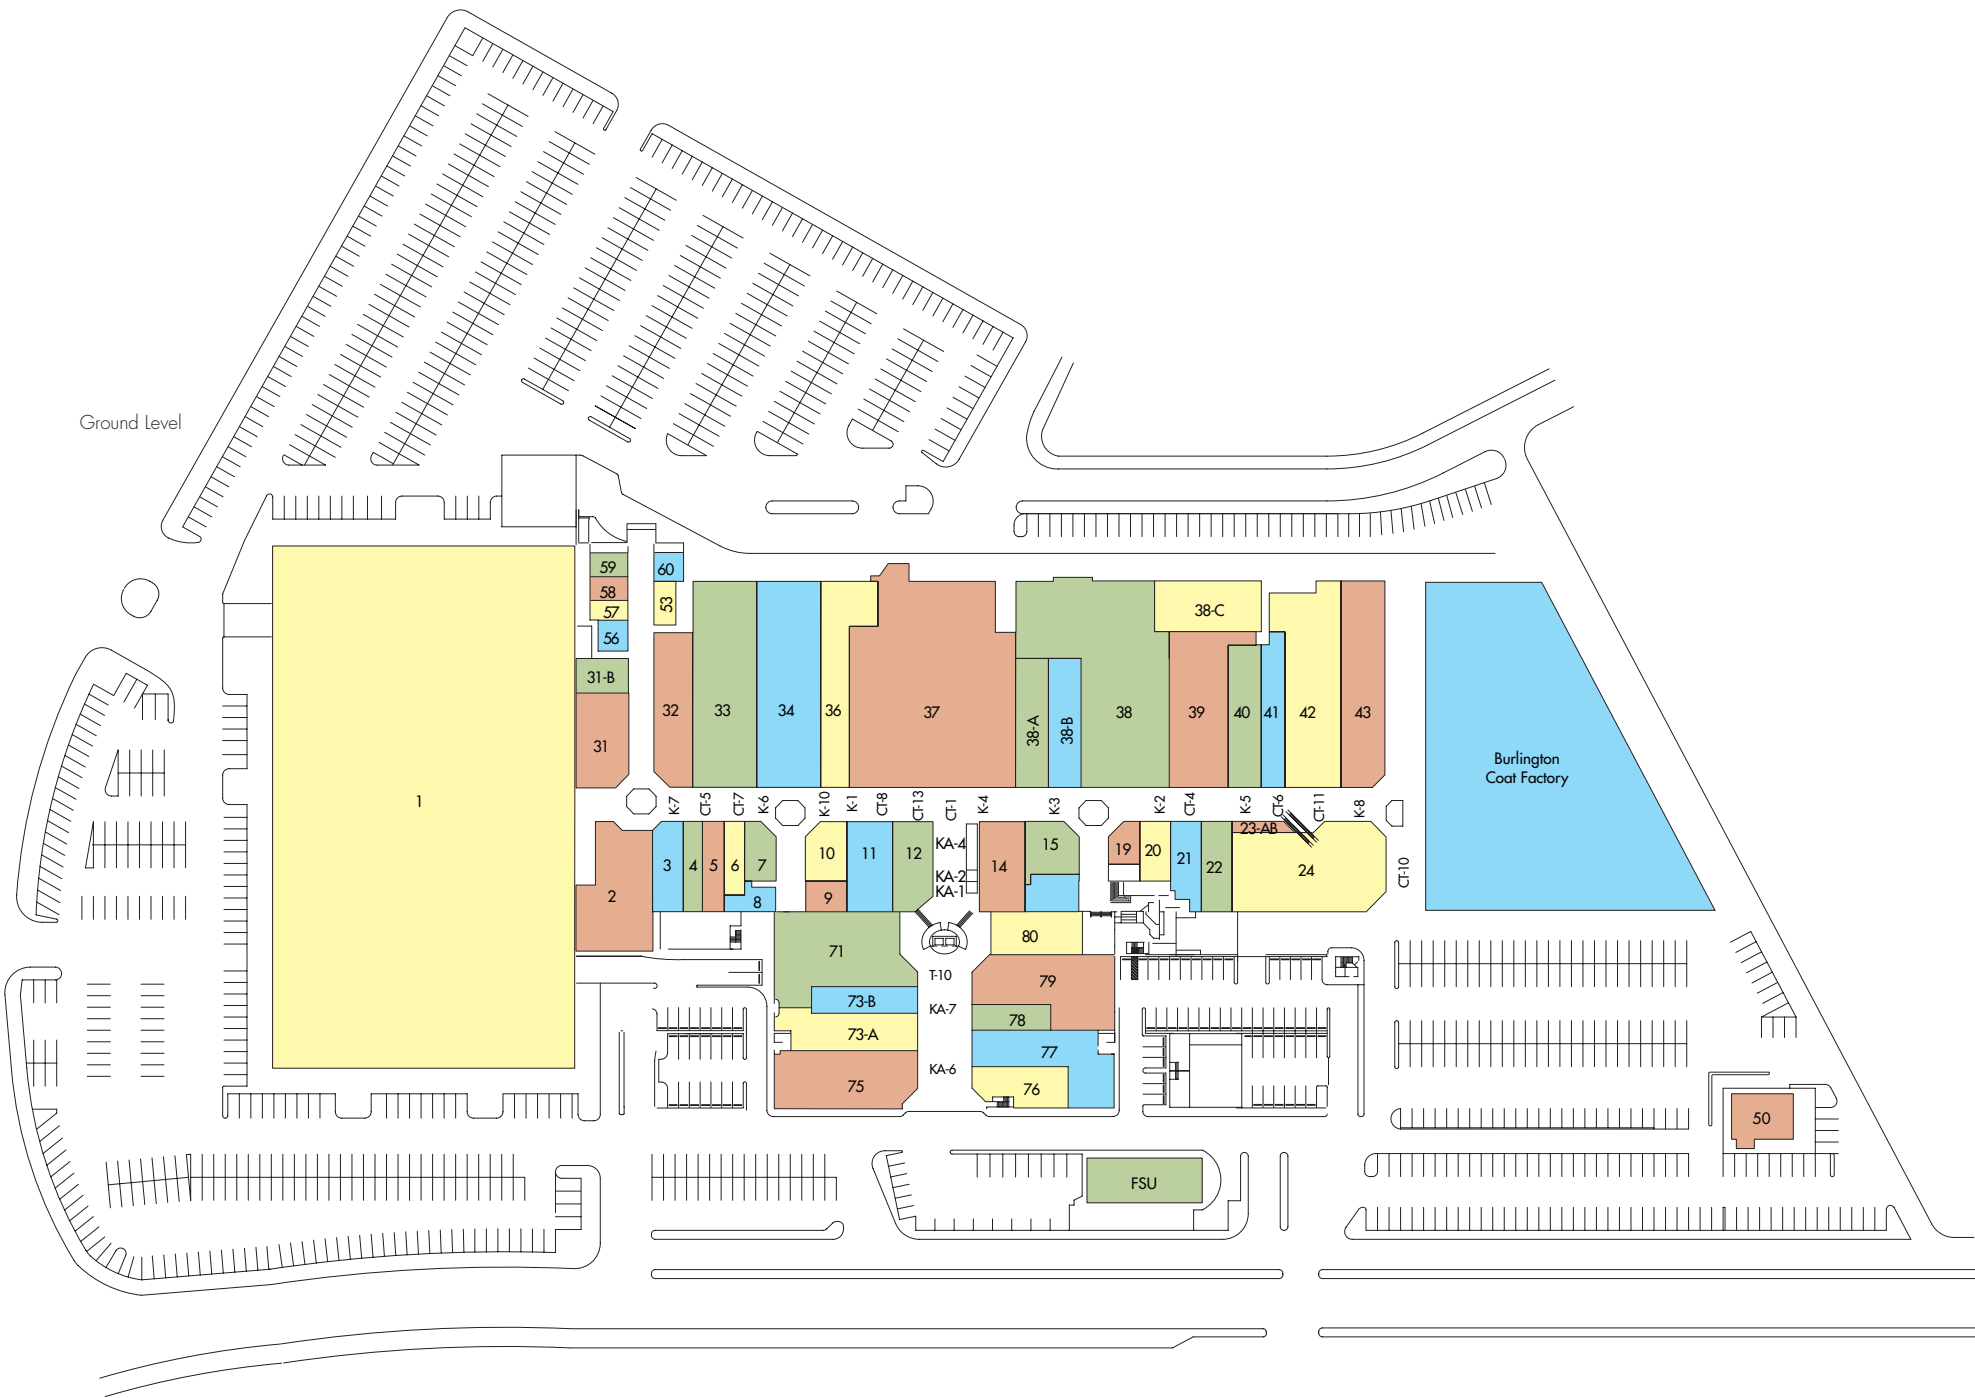 Ground Level
59
60
58
57
53
56
38-C
31-B
32
33
34
36
37
38-A
38-B
38
39
40
41
42
43
31
Burlington
Coat Factory
1
K-7
CT-5
CT-7
K-6
K-10
K-1
CT-8
CT-13
CT-1
K-4
K-3
K-2
CT-4
K-5
CT-6
CT-11
K-8
23-AB
KA-4
15
10
11
12
19
20
21
3
4
5
6
7
14
22
24
CT-10
KA-2
KA-1
2
9
8
80
71
T-10
79
73-B
KA-7
78
73-A
77
KA-6
75
76
50
FSU